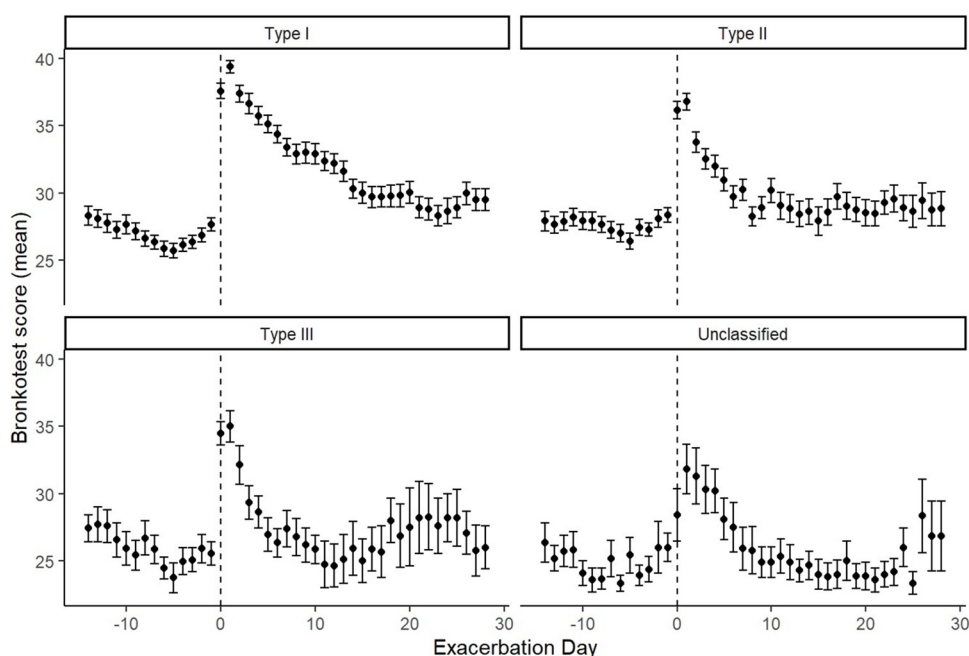 Type I
Type II
40
35
30
25
Type III
Unclassified
40
35
30
25
-10 0 10 20 30
-10 0 10 20 30
Bronkotest score (mean)
Exacerbation Day